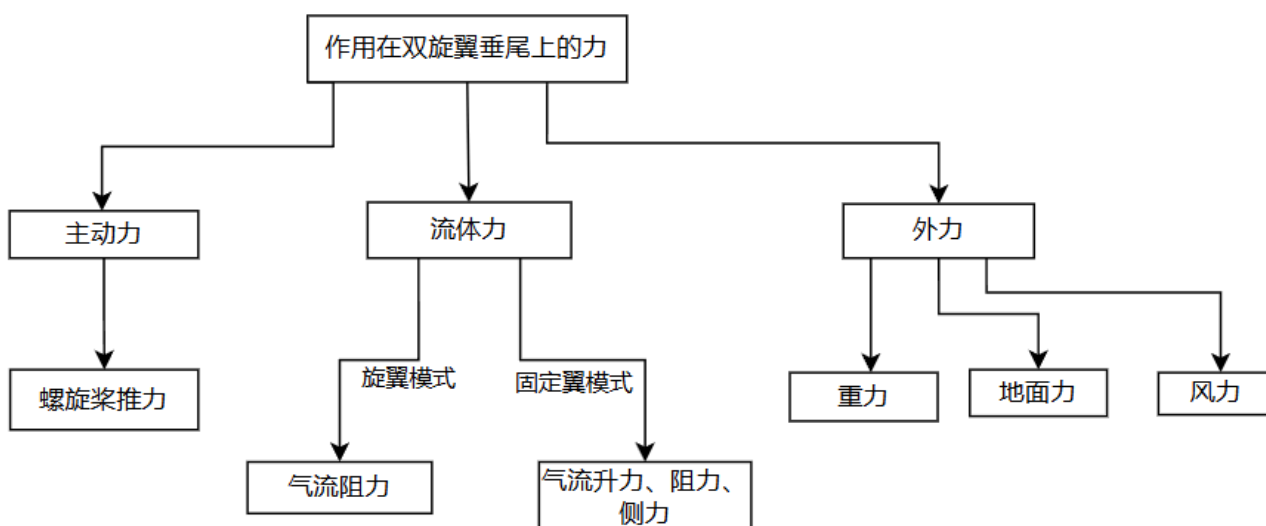 作用在双旋翼垂尾上的力
主动力
流体力
外力
旋翼模式
固定翼模式
螺旋桨推力
重力
地面力
风力
气流阻力
气流升力、阻力、
侧力